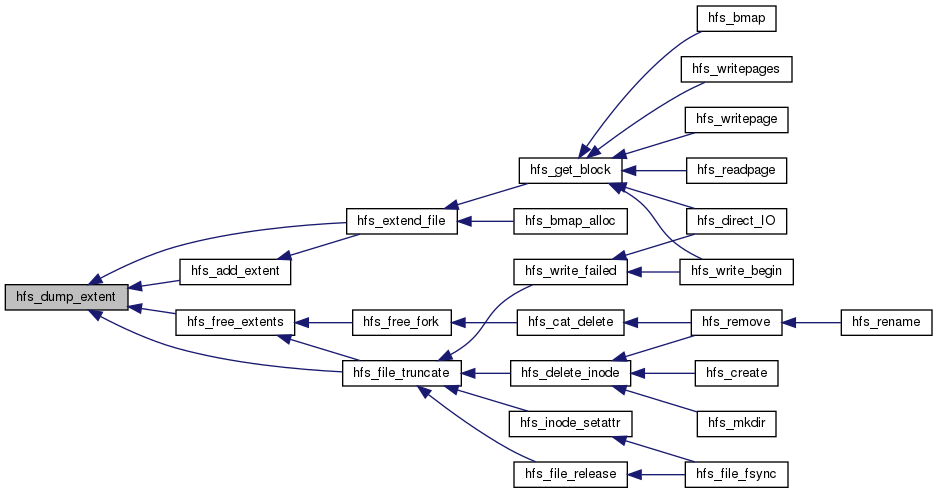 hfs_bmap
hfs_writepages
hfs_writepage
hfs_get_block
hfs_readpage
hfs_extend_file
hfs_bmap_alloc
hfs_direct_IO
hfs_add_extent
hfs_write_failed
hfs_write_begin
hfs_dump_extent
hfs_free_extents
hfs_free_fork
hfs_cat_delete
hfs_remove
hfs_rename
hfs_file_truncate
hfs_delete_inode
hfs_create
hfs_inode_setattr
hfs_mkdir
hfs_file_release
hfs_file_fsync